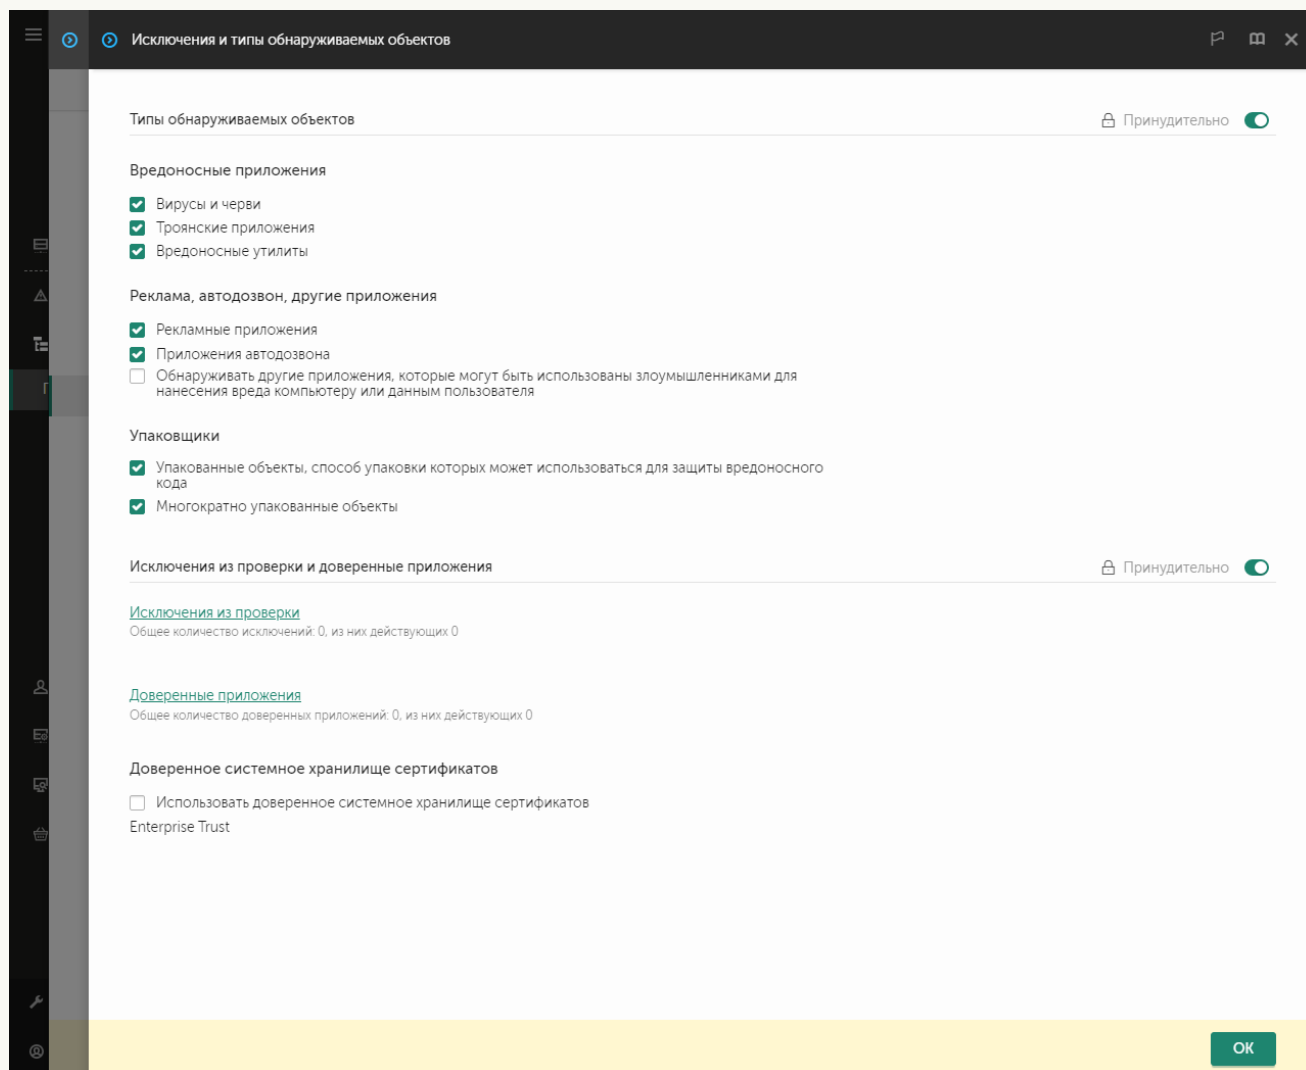 Исключения и типы обнаруживаемых объектов
Типы обнаруживаемых объектов
Принудительно
Вредоносные приложения
Вирусы и черви
Троянские приложения
Вредоносные утилиты
Реклама, автодозвон, другие приложения
Рекламные приложения
Приложения автодозвона
Обнаруживать другие приложения, которые могут быть использованы злоумышленниками для
нанесения вреда компьютеру или данным пользователя
Упаковщики
Упакованные объекты, способ упаковки которых может использоваться для защиты вредоносного
кода
Многократно упакованные объекты
Исключения из проверки и доверенные приложения
Принудительно
Исключения из проверки
Общее количество исключений: 0, из них действующих 0
Доверенные приложения
Общее количество доверенных приложений: 0, из них действующих 0
Доверенное системное хранилище сертификатов
Использовать доверенное системное хранилище сертификатов
Enterprise Trust
ОК